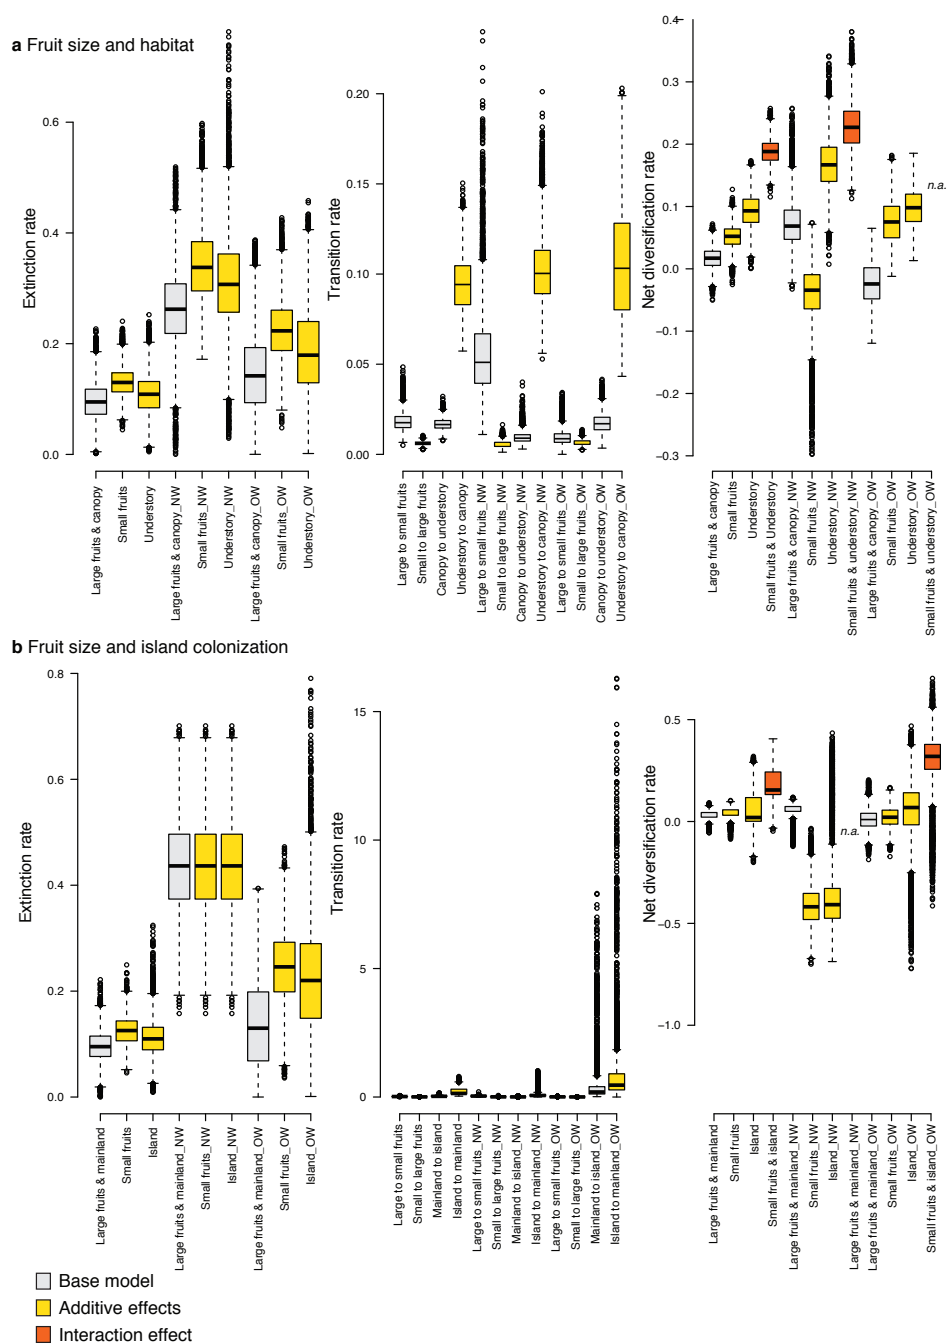 a Fruit size and habitat
Extinction rate
0.6
0.4
0.2
0.0
Large fruits & canopy
Small fruits
Understory
Large fruits & canopy_NW
Small fruits_NW
Understory_NW
Large fruits & canopy_OW
Small fruits_OW
Understory_OW
Transition rate
0.20
0.15
0.10
0.05
0.00
Large to small fruits
Small to large fruits
Canopy to understory
Understory to canopy
Large to small fruits_NW
Small to large fruits_NW
Canopy to understory_NW
Understory to canopy_NW
Large to small fruits_OW
Small to large fruits_OW
Canopy to understory_OW
Understory to canopy_OW
Net diversification rate
0.4
0.3
0.2
0.1
0.0
−0.1
−0.2
−0.3
n.a.
Large fruits & canopy
Small fruits
Understory
Small fruits & Understory
Large fruits & canopy_NW
Small fruits_NW
Understory_NW
Small fruits & understory_NW
Large fruits & canopy_OW
Small fruits_OW
Understory_OW
Small fruits & understory_OW
b Fruit size and island colonization
Extinction rate
0.8
0.6
0.4
0.2
0.0
Large fruits & mainland
Small fruits
Island
Large fruits & mainland_NW
Small fruits_NW
Island_NW
Large fruits & mainland_OW
Small fruits_OW
Island_OW
Transition rate
15
10
5
0
Large to small fruits
Small to large fruits
Mainland to island
Island to mainland
Large to small fruits_NW
Small to large fruits_NW
Mainland to island_NW
Island to mainland_NW
Large to small fruits_OW
Small to large fruits_OW
Mainland to island_OW
Island to mainland_OW
Net diversification rate
0.5
0.0
−0.5
−1.0
n.a.
Large fruits & mainland
Small fruits
Island
Small fruits & island
Large fruits & mainland_NW
Small fruits_NW
Island_NW
Large fruits & mainland_NW
Large fruits & mainland_OW
Small fruits_OW
Island_OW
Small fruits & island_OW
Base model
Additive effects
Interaction effect